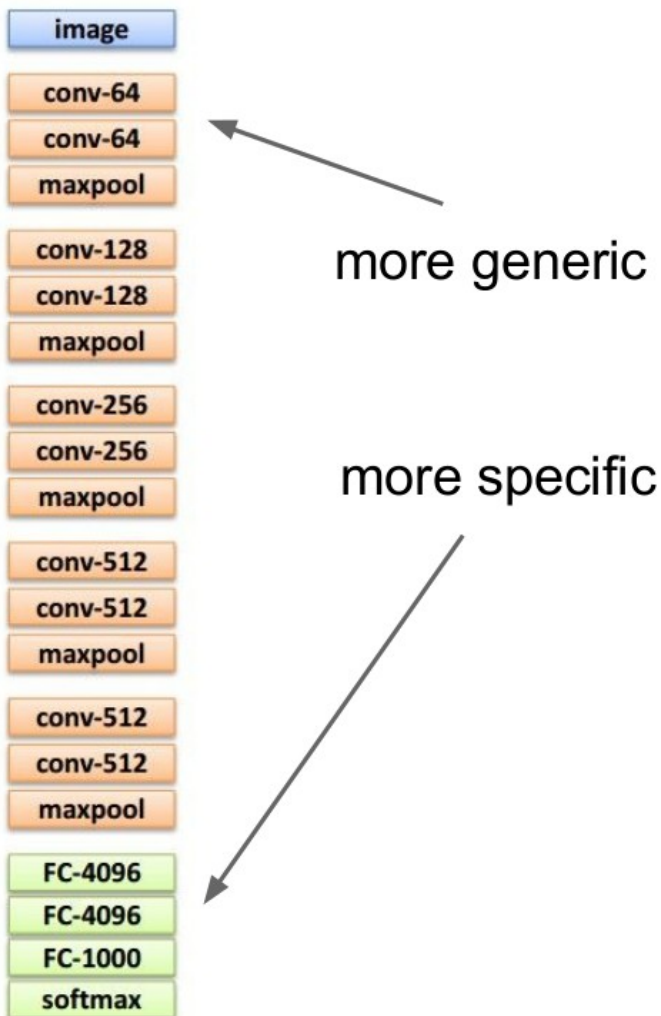 image
conv-64
conv-64
maxpool
conv-128
conv-128
maxpool
conv-256
conv-256
maxpool
conv-512
conv-512
maxpool
conv-512
conv-512
maxpool
FC-4096
FC-4096
FC-1000
softmax
more generic
more specific